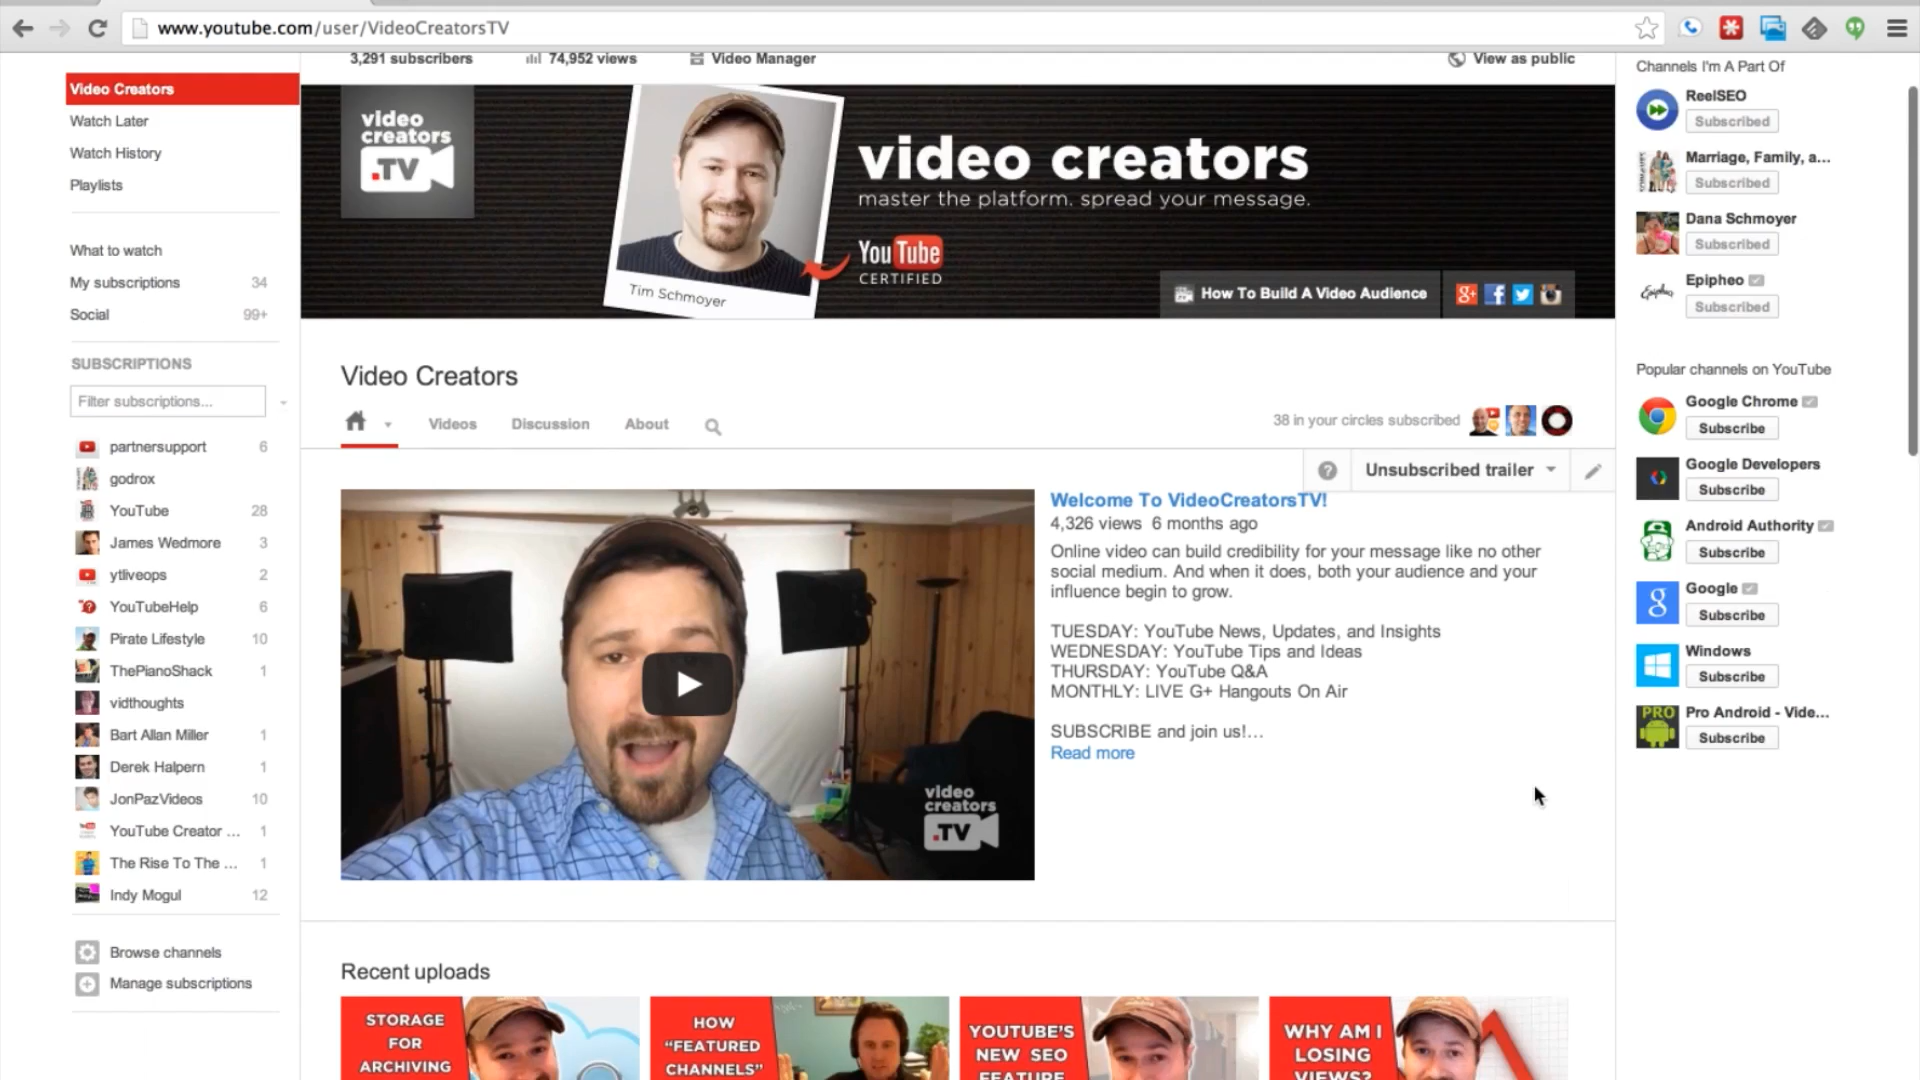 www.youtube.com/user/VideoCreatorsTV
3,291 subscribers
74,952 views
Video Manager
View as public
Video Creators
Watch Later
Watch History
Playlists
What to watch
My subscriptions 34
Social 99+
SUBSCRIPTIONS
Filter subscriptions...
partnersupport 6
godrox
YouTube 28
James Wedmore 3
ytliveops 2
YouTubeHelp 6
Pirate Lifestyle 10
ThePianoShack 1
vidthoughts
Bart Allan Miller 1
Derek Halpern 1
JonPazVideos 10
YouTube Creator ... 1
The Rise To The ... 1
Indy Mogul 12
Browse channels
Manage subscriptions
video
creators
.TV
Tim Schmoyer
video creators
master the platform. spread your message.
YouTube
CERTIFIED
How To Build A Video Audience
Video Creators
Videos
Discussion
About
38 in your circles subscribed
Unsubscribed trailer
video
creators
.TV
Welcome To VideoCreatorsTV!
4,326 views 6 months ago
Online video can build credibility for your message like no other
social medium. And when it does, both your audience and your
influence begin to grow.
TUESDAY: YouTube News, Updates, and Insights
WEDNESDAY: YouTube Tips and Ideas
THURSDAY: YouTube Q&A
MONTHLY: LIVE G+ Hangouts On Air
SUBSCRIBE and join us!...
Read more
Recent uploads
STORAGE
FOR
ARCHIVING
HOW
"FEATURED
CHANNELS"
YOUTUBE'S
NEW SEO
FEATURE
WHY AM I
LOSING
VIEWS?
Channels I'm A Part Of
ReelSEO
Subscribed
Marriage, Family, a...
Subscribed
Dana Schmoyer
Subscribed
Epipheo
Epipheo
Subscribed
Popular channels on YouTube
Google Chrome
Subscribe
Google Developers
Subscribe
Android Authority
Subscribe
Google
Subscribe
Windows
Subscribe
PRO
Pro Android - Vide...
Subscribe